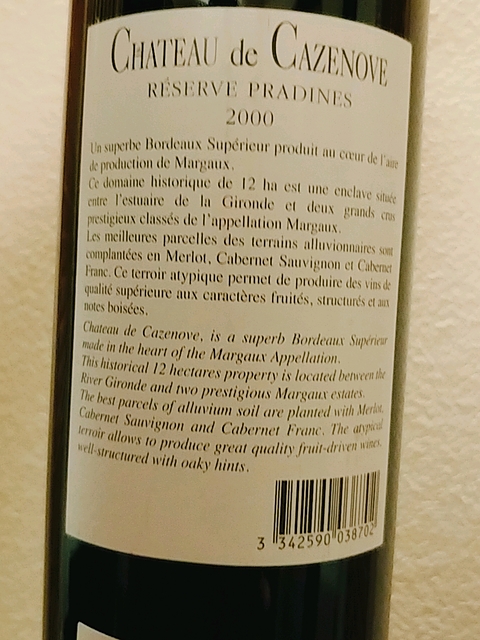 CHATEAU de CAZENOVE
RÉSERVE PRADINES
2000
Un superbe Bordeaux Supérieur produit au cœur de l'aire
de production de Margaux.
Ce domaine historique de 12 ha est une enclave située
entre l'estuaire de la Gironde et deux grands crus
prestigieux classés de l'appellation Margaux.
Les meilleures parcelles des terrains alluvionnaires sont
complantées en Merlot, Cabernet Sauvignon et Cabernet
Franc. Ce terroir atypique permet de produire des vins de
qualité supérieure aux caractères fruités, structurés et aux
notes boisées.
Chateau de Cazenove, is a superb Bordeaux Supérieur
made in the heart of the Margaux Appellation.
This historical 12 hectares property is located between the
River Gironde and two prestigious Margaux estates.
The best parcels of alluvium soil are planted with Merlot,
Cabernet Sauvignon and Cabernet Franc. The atypical
terroir allows to produce great quality fruit-driven wines,
well-structured with oaky hints.
3 342590 038702